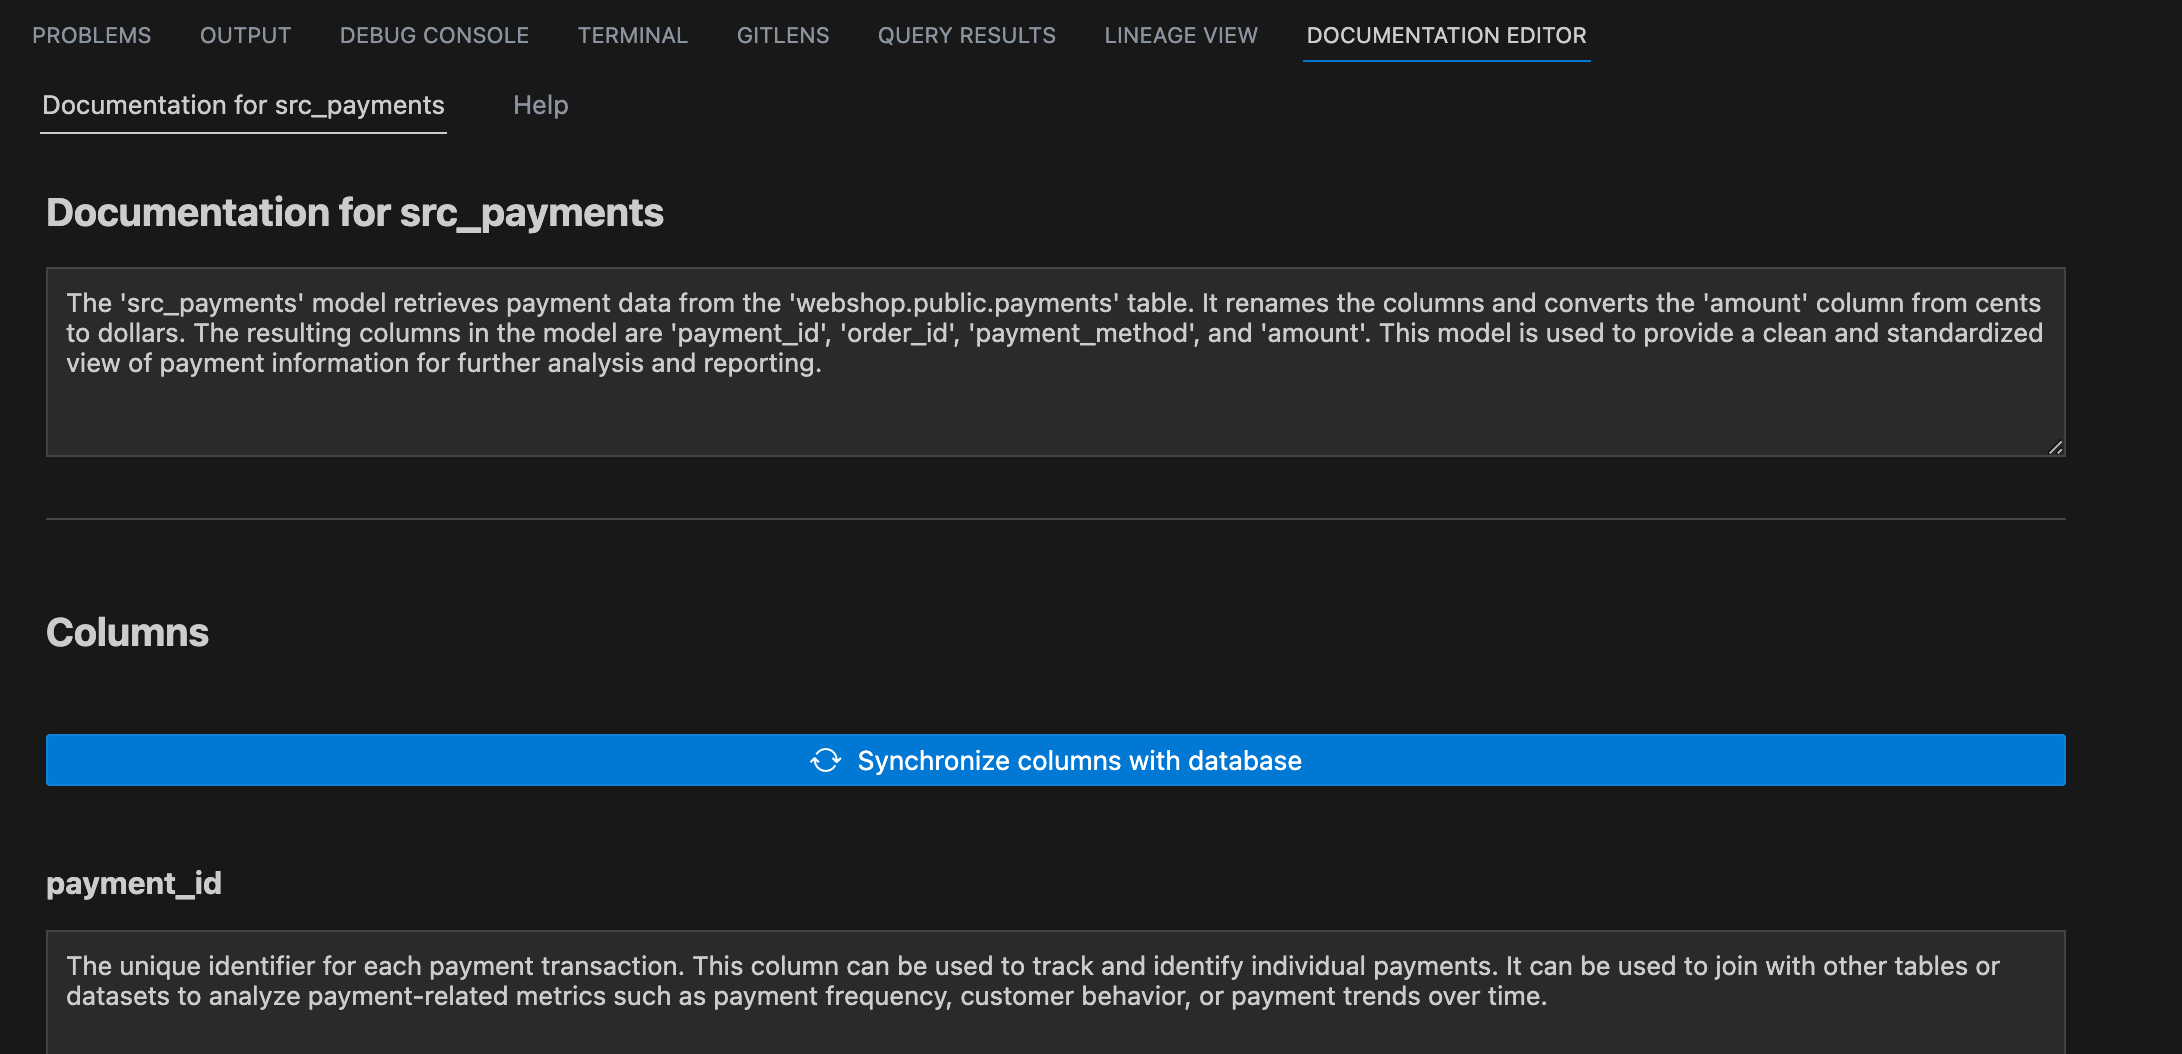 PROBLEMS OUTPUT DEBUG CONSOLE TERMINAL GITLENS QUERY RESULTS LINEAGE VIEW DOCUMENTATION EDITOR
Documentation for src_payments Help
Documentation for src_payments
The 'src_payments' model retrieves payment data from the 'webshop.public.payments' table. It renames the columns and converts the 'amount' column from cents
to dollars. The resulting columns in the model are 'payment_id', 'order_id', 'payment_method', and 'amount'. This model is used to provide a clean and standardized
view of payment information for further analysis and reporting.
Columns
Synchronize columns with database
payment_id
The unique identifier for each payment transaction. This column can be used to track and identify individual payments. It can be used to join with other tables or
datasets to analyze payment-related metrics such as payment frequency, customer behavior, or payment trends over time.